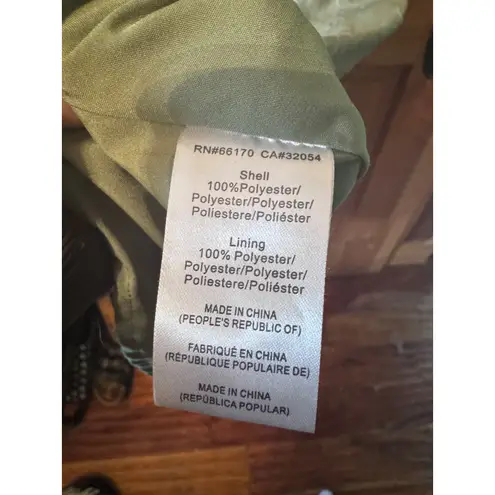 RN#66170 CA#32054
Shell
100%Polyester/
Polyester/Polyester/
Poliestere/Poliéster
Lining
100% Polyester/
Polyester/Polyester/
Poliestere/Poliéster
MADE IN CHINA
(PEOPLE'S REPUBLIC OF)
FABRIQUÉ EN CHINA
(RÉPUBLIQUE POPULAIRE DE)
MADE IN CHINA
(REPÚBLICA POPULAR)